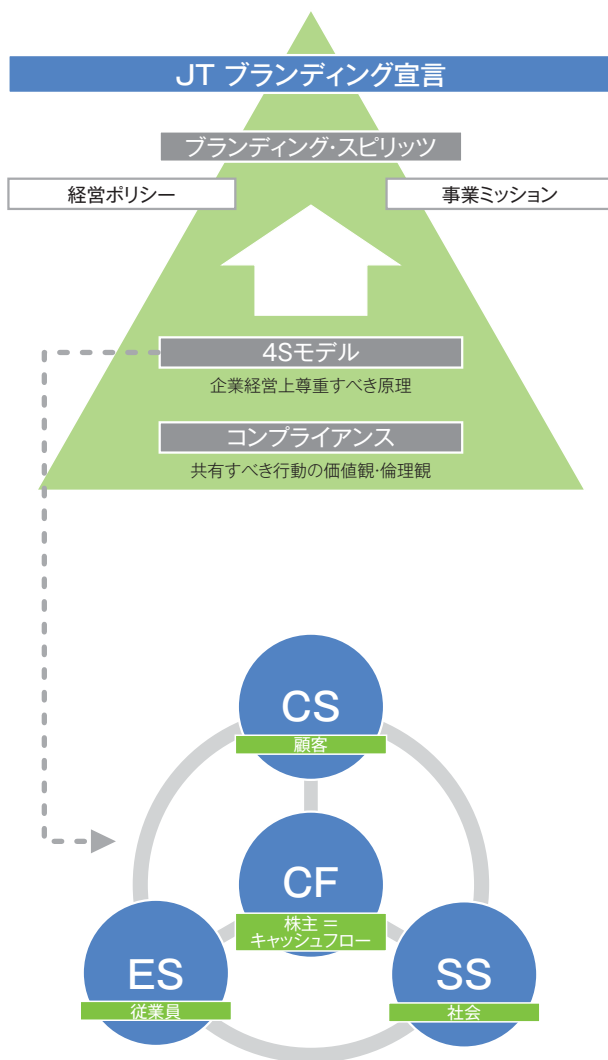 JT ブランディング宣言
ブランディング・スピリッツ
経営ポリシー
事業ミッション
4Sモデル
企業経営上尊重すべき原理
コンプライアンス
共有すべき行動の価値観・倫理観
CS
顧客
CF
株主 =
キャッシュフロー
ES
従業員
SS
社会